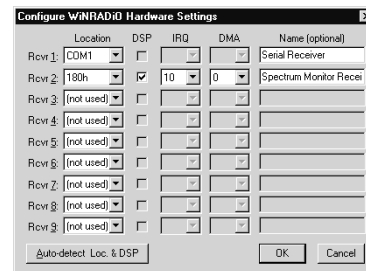 Configure WiNRADiO Hardware Settings
Location DSP IRQ DMA Name (optional)
Rcvr 1: COM1 Serial Receiver
Rcvr 2: 180h 10 0 Spectrum Monitor Recei
Rcvr 3: (not used)
Rcvr 4: (not used)
Rcvr 5: (not used)
Rcvr 6: (not used)
Rcvr 7: (not used)
Rcvr 8: (not used)
Rcvr 9: (not used)
Auto-detect Loc. & DSP OK Cancel